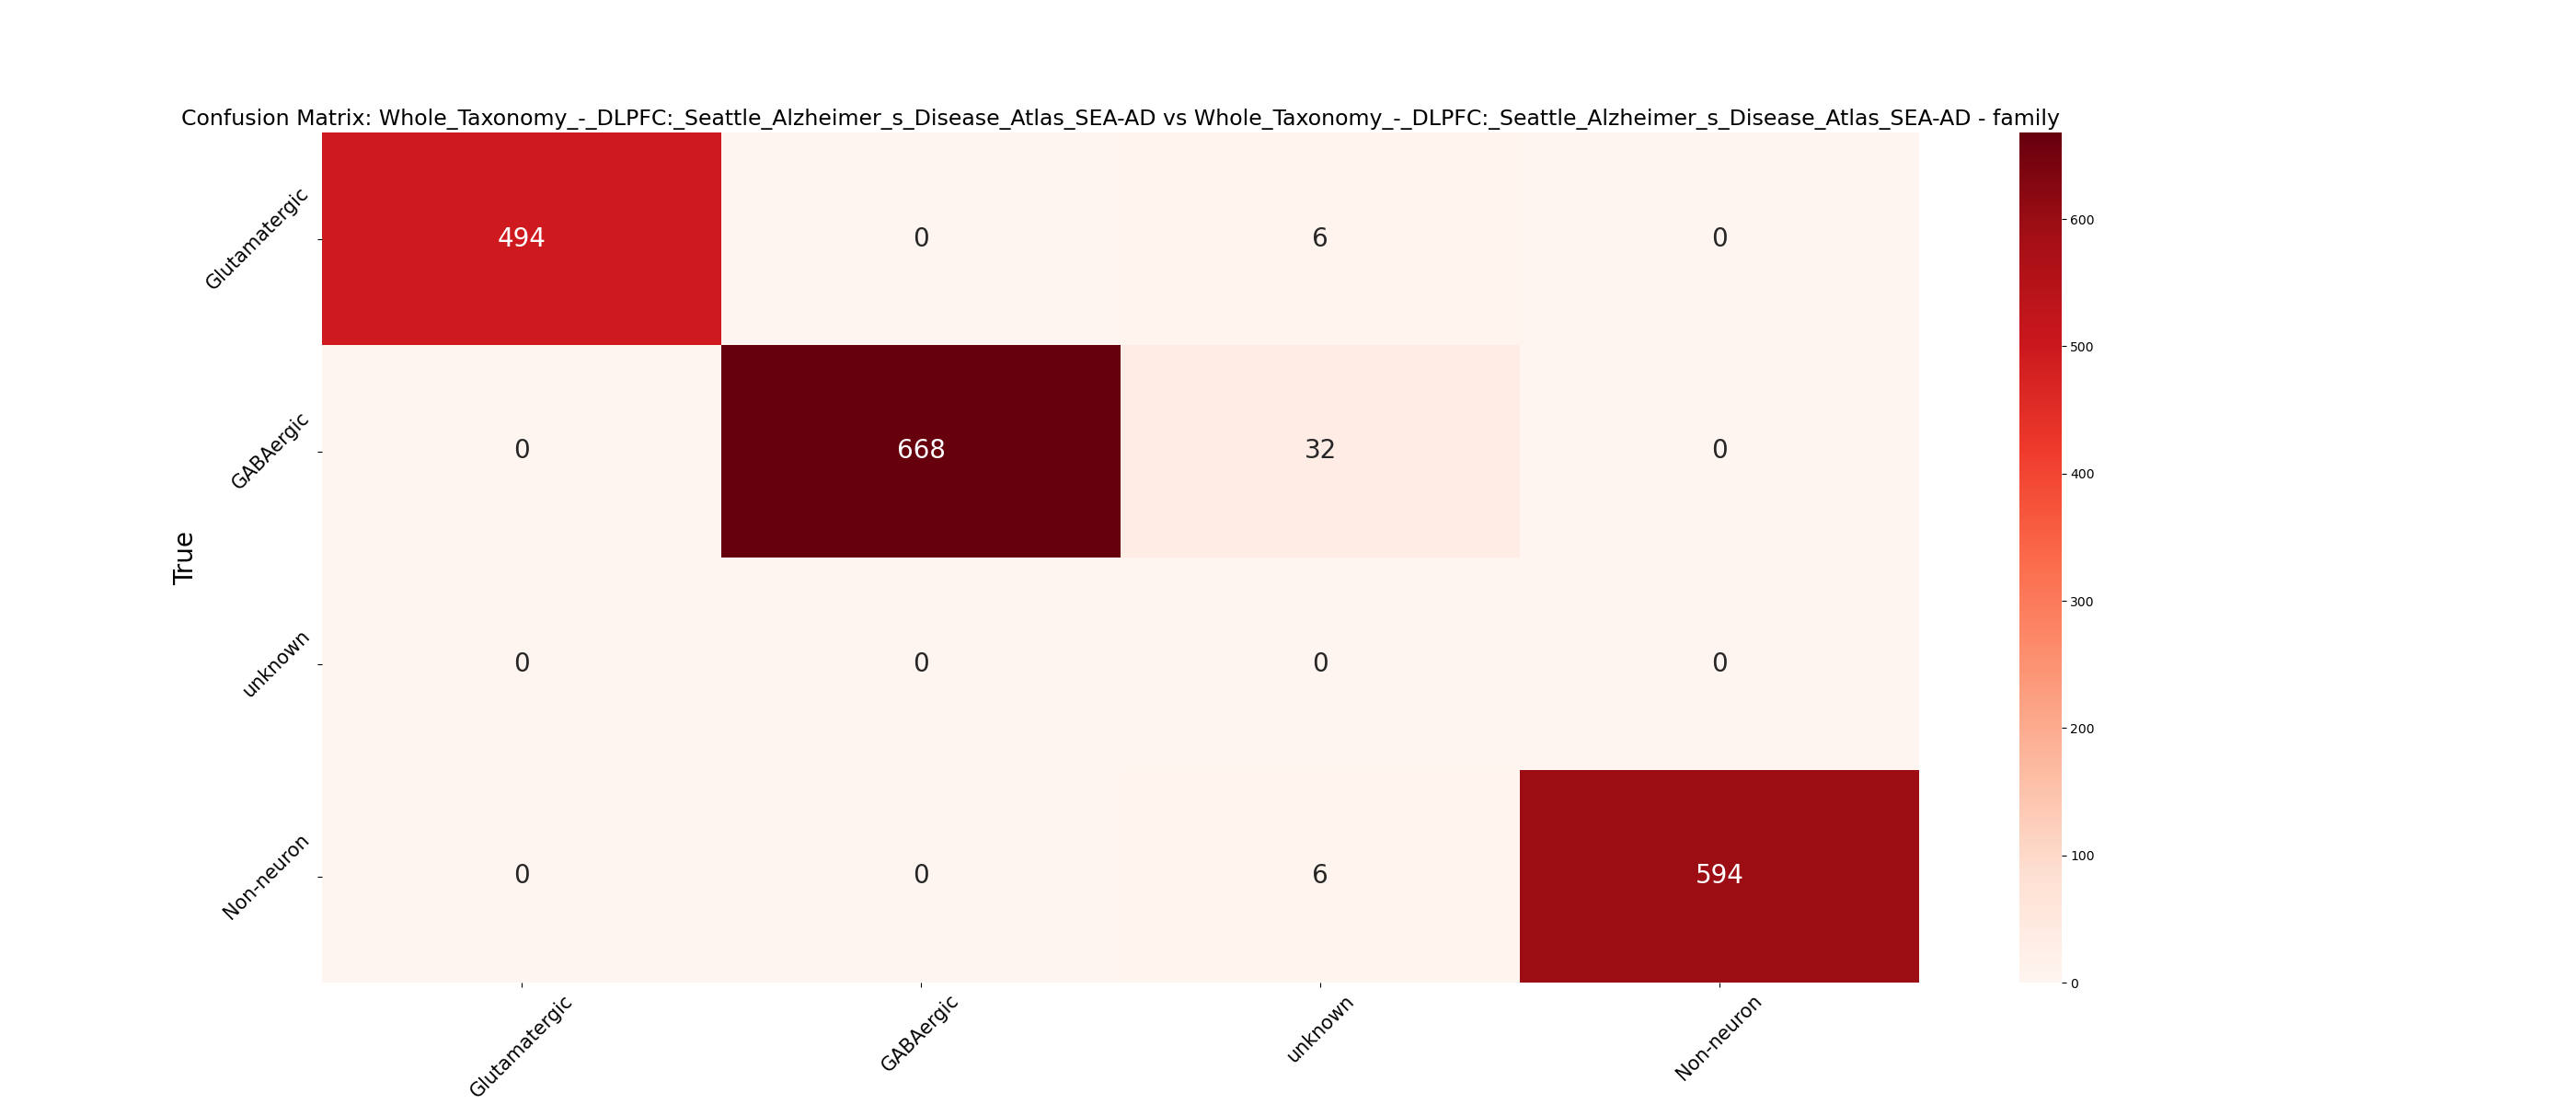 Confusion Matrix: Whole_Taxonomy_-_DLPFC:_Seattle_Alzheimer_s_Disease_Atlas_SEA-AD vs Whole_Taxonomy_-_DLPFC:_Seattle_Alzheimer_s_Disease_Atlas_SEA-AD - family
True
Glutamatergic
494 0 6 0
GABAergic
0 668 32 0
unknown
0 0 0 0
Non-neuron
0 0 6 594
Glutamatergic
GABAergic
unknown
Non-neuron
600
500
400
300
200
100
0